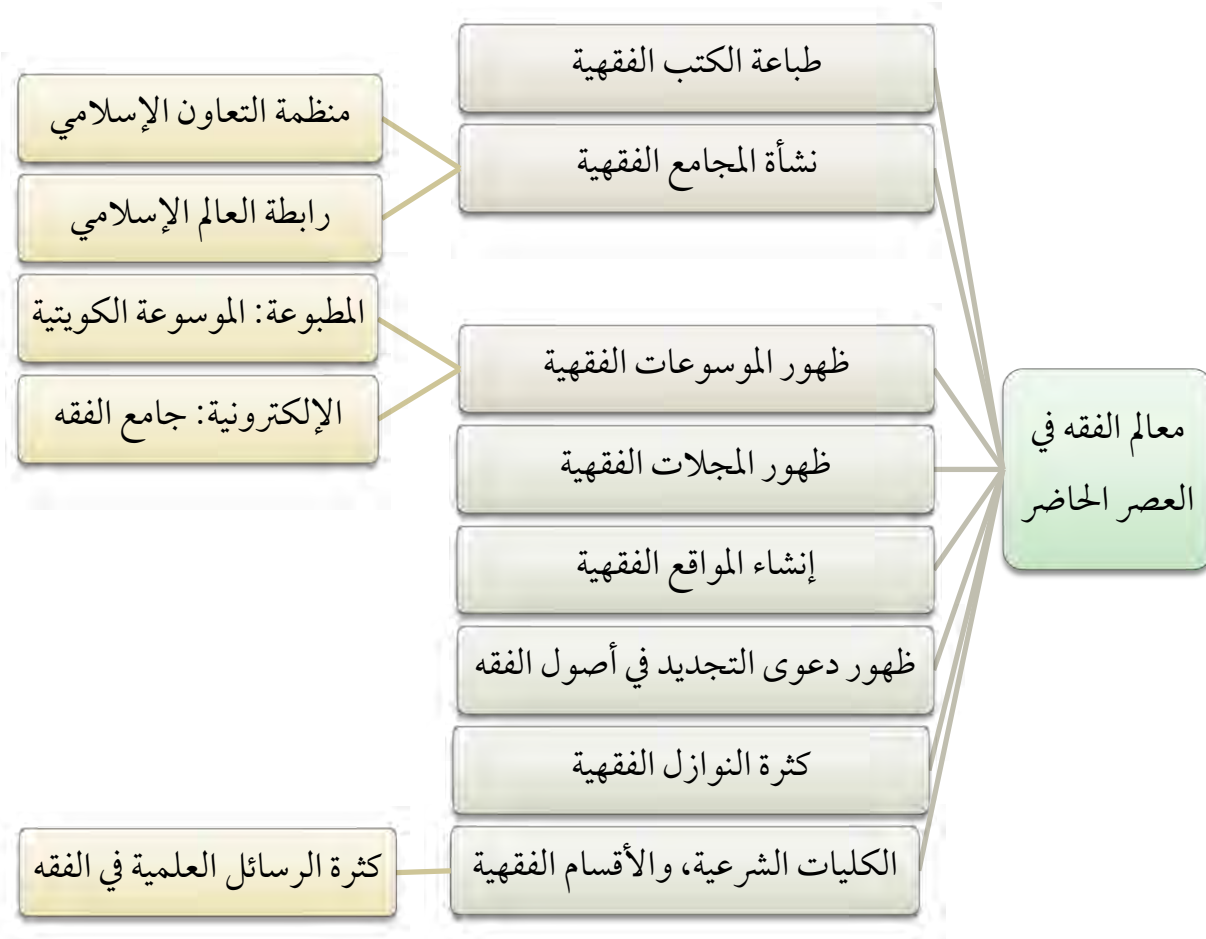 معالم الفقه في
العصر الحاضر
طباعة الكتب الفقهية
نشأة المجامع الفقهية
منظمة التعاون الإسلامي
رابطة العالم الإسلامي
ظهور الموسوعات الفقهية
المطبوعة: الموسوعة الكويتية
الإلكترونية: جامع الفقه
ظهور المجلات الفقهية
إنشاء المواقع الفقهية
ظهور دعوى التجديد في أصول الفقه
كثرة النوازل الفقهية
الكليات الشرعية، والأقسام الفقهية
كثرة الرسائل العلمية في الفقه